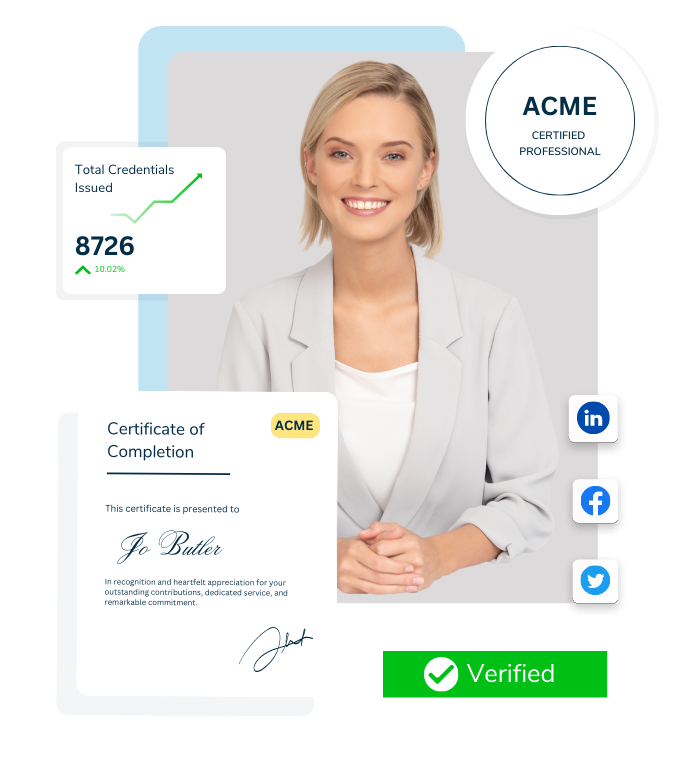 ACME
CERTIFIED
PROFESSIONAL
Total Credentials
Issued
8726
10.02%
Certificate of
Completion
ACME
This certificate is presented to
Jo Butler
In recognition and heartfelt appreciation for your
outstanding contributions, dedicated service, and
remarkable commitment.
in
f
Verified